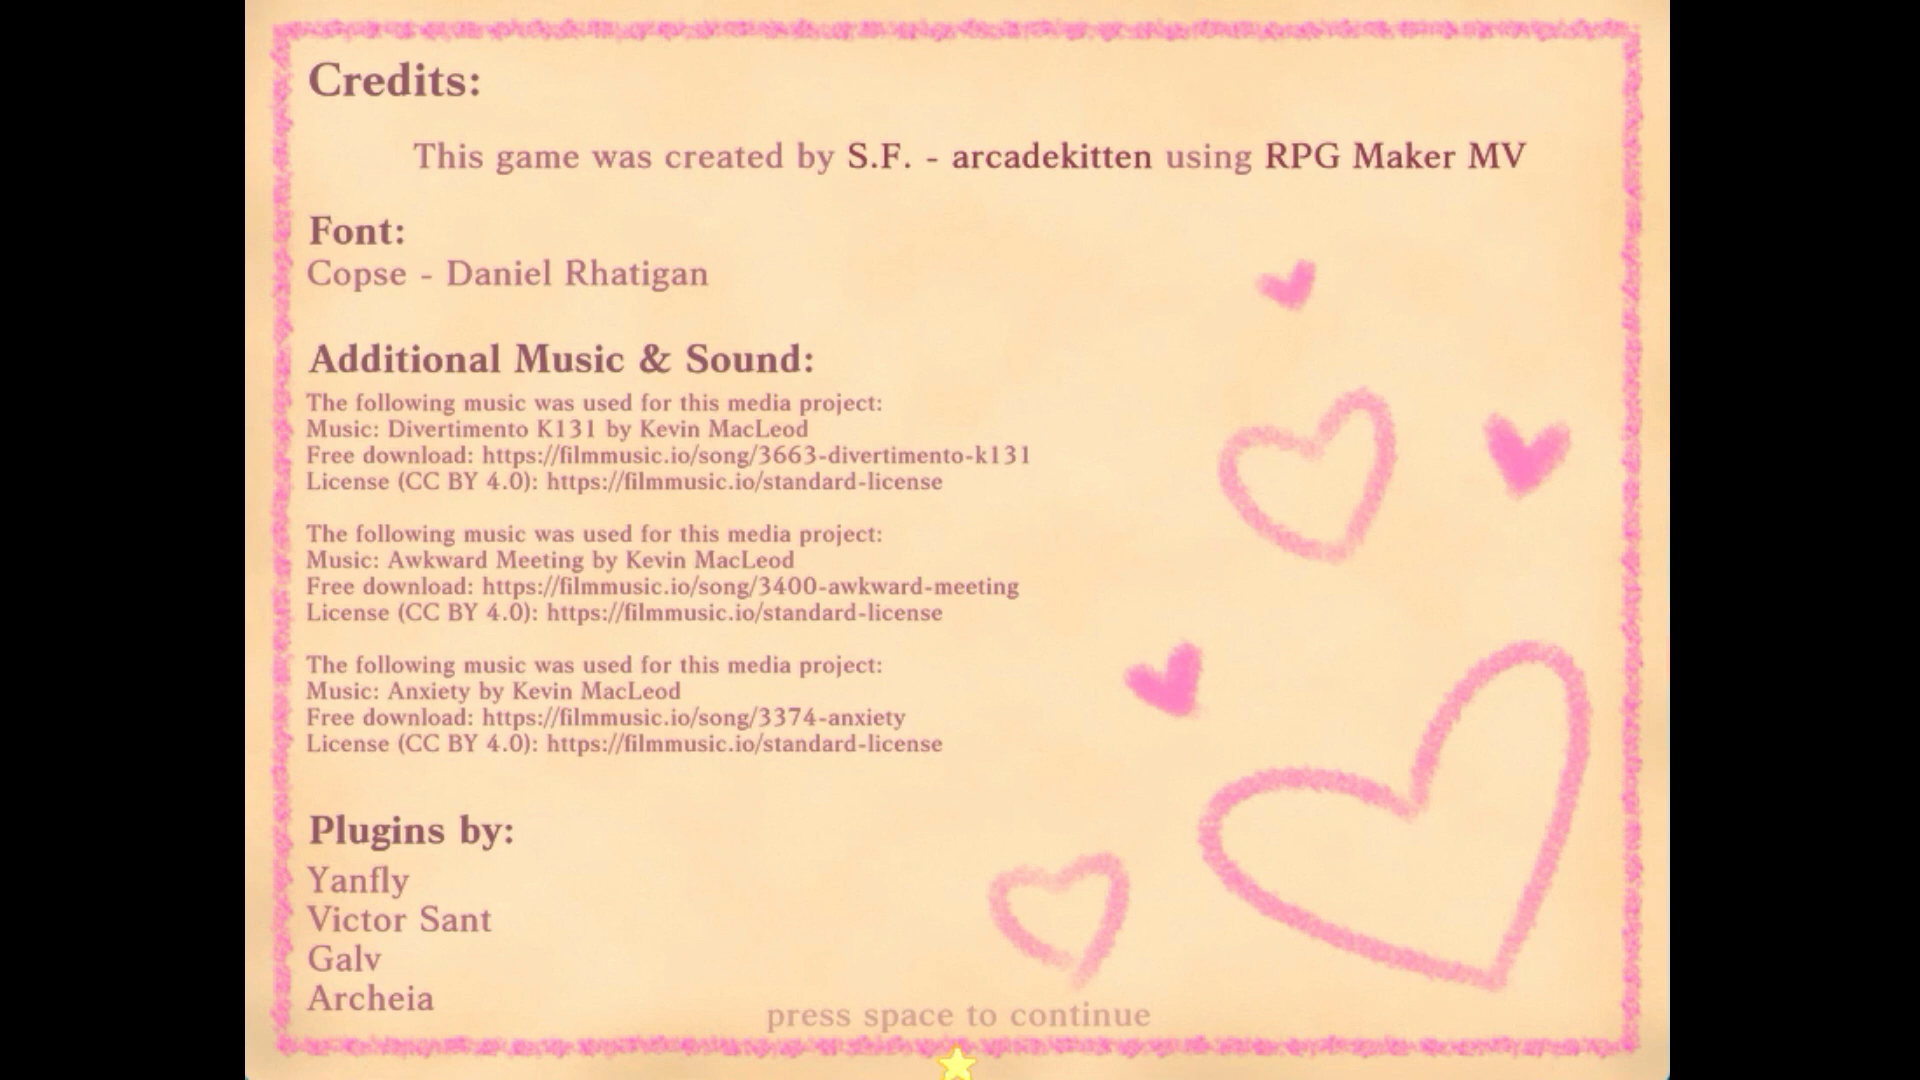 Credits:
This game was created by S.F. - arcadekitten using RPG Maker MV
Font:
Copse - Daniel Rhatigan
Additional Music & Sound:
The following music was used for this media project:
Music: Divertimento K131 by Kevin MacLeod
Free download: https://filmmusic.io/song/3663-divertimento-k131
License (CC BY 4.0): https://filmmusic.io/standard-license
The following music was used for this media project:
Music: Awkward Meeting by Kevin MacLeod
Free download: https://filmmusic.io/song/3400-awkward-meeting
License (CC BY 4.0): https://filmmusic.io/standard-license
The following music was used for this media project:
Music: Anxiety by Kevin MacLeod
Free download: https://filmmusic.io/song/3374-anxiety
License (CC BY 4.0): https://filmmusic.io/standard-license
Plugins by:
Yanfly
Victor Sant
Galv
Archeia
press space to continue